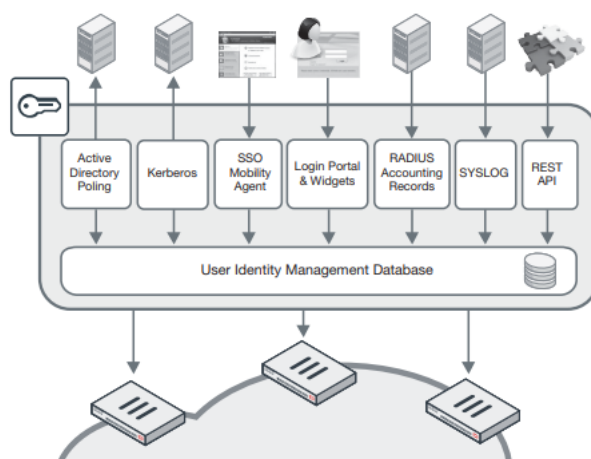 Active
Directory
Poling
Kerberos
SSO
Mobility
Agent
Login Portal
& Widgets
RADIUS
Accounting
Records
SYSLOG
REST
API
User Identity Management Database